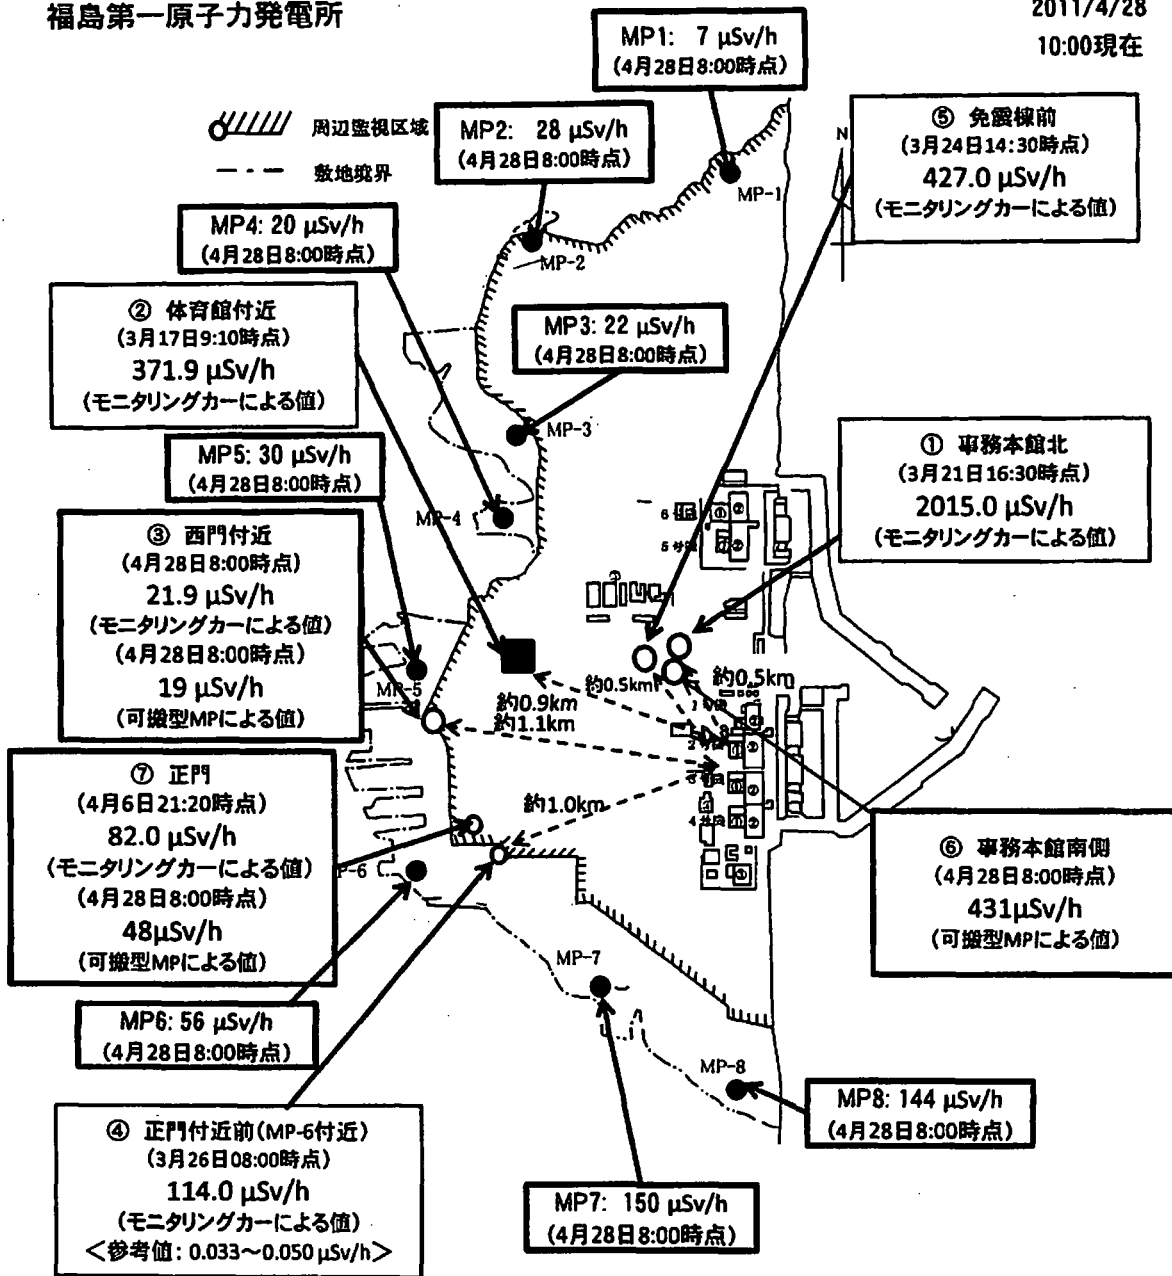 福島第一原子力発電所
2011/4/28
10:00現在
周辺監視区域
敷地境界
N
MP1: 7 μSv/h
(4月28日8:00時点)
MP2: 28 μSv/h
(4月28日8:00時点)
⑤ 免震棟前
(3月24日14:30時点)
427.0 μSv/h
(モニタリングカーによる値)
MP-1
MP4: 20 μSv/h
(4月28日8:00時点)
MP-2
② 体育館付近
(3月17日9:10時点)
371.9 μSv/h
(モニタリングカーによる値)
MP3: 22 μSv/h
(4月28日8:00時点)
MP-3
MP5: 30 μSv/h
(4月28日8:00時点)
① 事務本館北
(3月21日16:30時点)
2015.0 μSv/h
(モニタリングカーによる値)
MP-4
③ 西門付近
(4月28日8:00時点)
21.9 μSv/h
(モニタリングカーによる値)
(4月28日8:00時点)
19 μSv/h
(可搬型MPによる値)
MP-5
約0.5km
約0.5km
約0.9km
約1.1km
約1.0km
⑦ 正門
(4月6日21:20時点)
82.0 μSv/h
(モニタリングカーによる値)
(4月28日8:00時点)
48μSv/h
(可搬型MPによる値)
P-6
⑥ 事務本館南側
(4月28日8:00時点)
431μSv/h
(可搬型MPによる値)
MP6: 56 μSv/h
(4月28日8:00時点)
MP-7
MP-8
MP8: 144 μSv/h
(4月28日8:00時点)
④ 正門付近前(MP-6付近)
(3月26日08:00時点)
114.0 μSv/h
(モニタリングカーによる値)
＜参考値: 0.033～0.050 μSv/h＞
MP7: 150 μSv/h
(4月28日8:00時点)